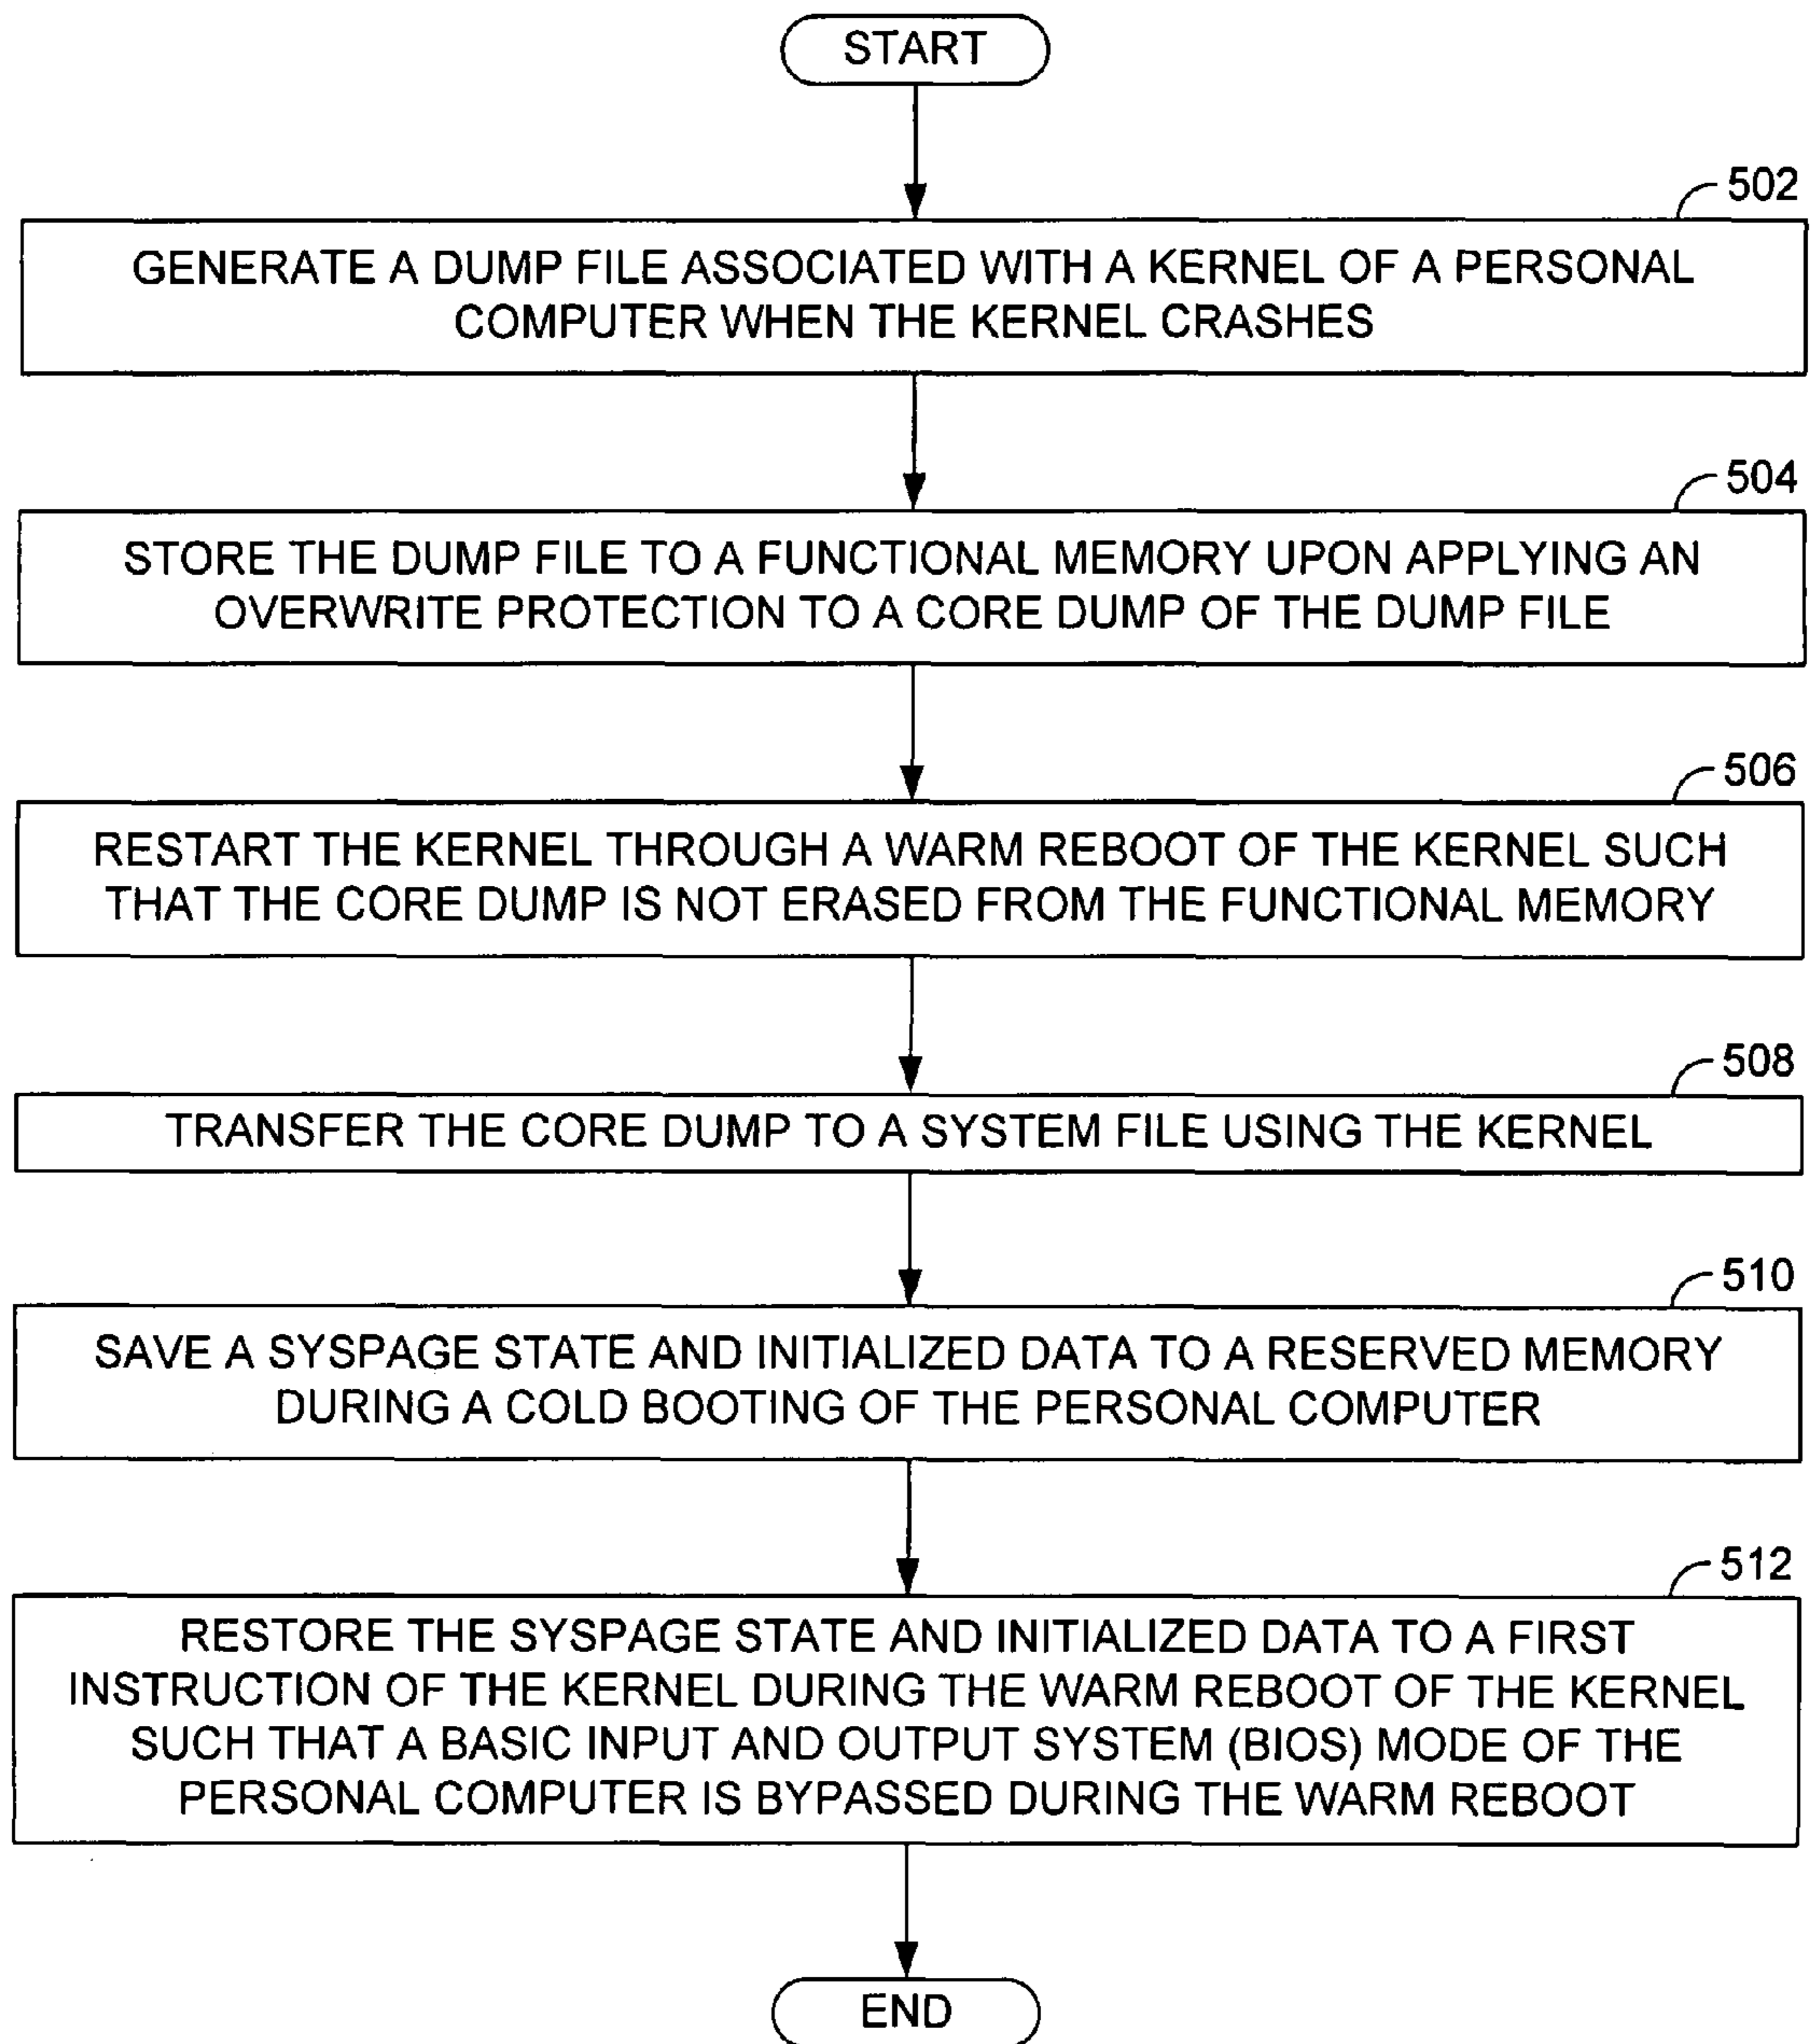 START
502
GENERATE A DUMP FILE ASSOCIATED WITH A KERNEL OF A PERSONAL
COMPUTER WHEN THE KERNEL CRASHES
504
STORE THE DUMP FILE TO A FUNCTIONAL MEMORY UPON APPLYING AN
OVERWRITE PROTECTION TO A CORE DUMP OF THE DUMP FILE
506
RESTART THE KERNEL THROUGH A WARM REBOOT OF THE KERNEL SUCH
THAT THE CORE DUMP IS NOT ERASED FROM THE FUNCTIONAL MEMORY
508
TRANSFER THE CORE DUMP TO A SYSTEM FILE USING THE KERNEL
510
SAVE A SYSPAGE STATE AND INITIALIZED DATA TO A RESERVED MEMORY
DURING A COLD BOOTING OF THE PERSONAL COMPUTER
512
RESTORE THE SYSPAGE STATE AND INITIALIZED DATA TO A FIRST
INSTRUCTION OF THE KERNEL DURING THE WARM REBOOT OF THE KERNEL
SUCH THAT A BASIC INPUT AND OUTPUT SYSTEM (BIOS) MODE OF THE
PERSONAL COMPUTER IS BYPASSED DURING THE WARM REBOOT
END